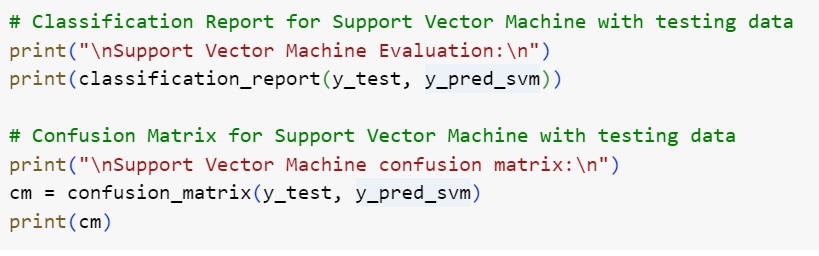 # Classification Report for Support Vector Machine with testing data
print("\nSupport Vector Machine Evaluation:\n")
print(classification_report(y_test, y_pred_svm))
# Confusion Matrix for Support Vector Machine with testing data
print("\nSupport Vector Machine confusion matrix:\n")
cm = confusion_matrix(y_test, y_pred_svm)
print(cm)